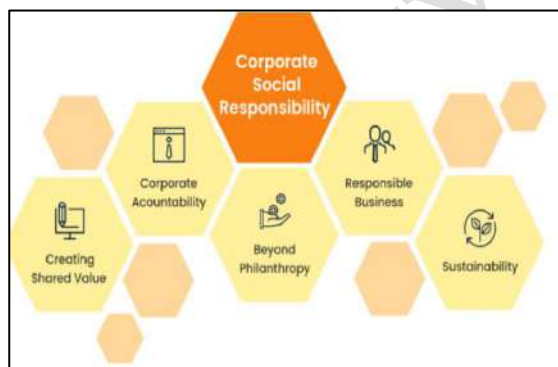 Corporate
Social
Responsibility
Corporate
Acountability
Responsible
Business
Creating
Shared Value
Beyond
Philanthropy
Sustainability